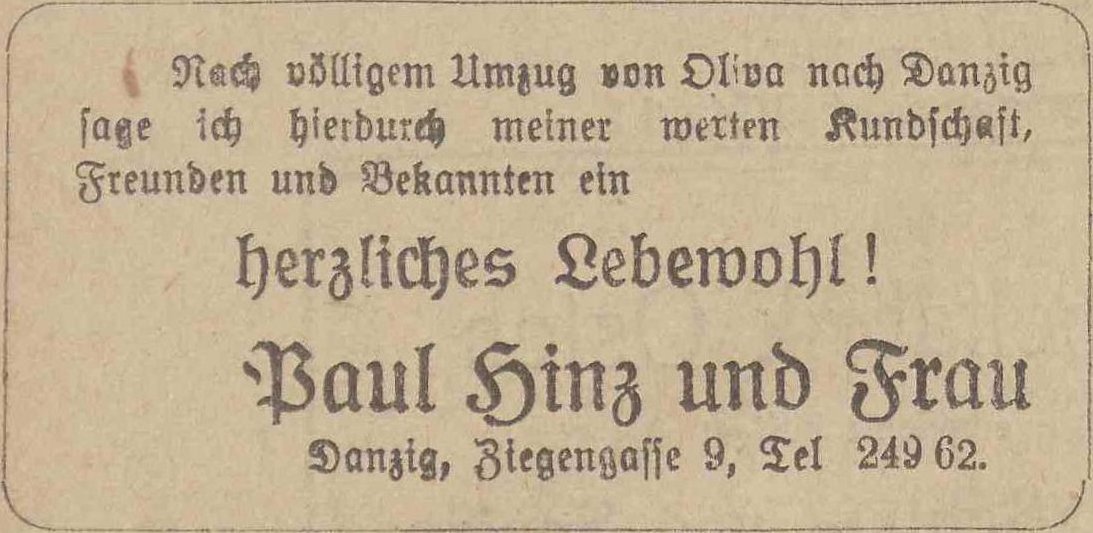 Nach völligem Umzug von Oliva nach Danzig
sage ich hierdurch meiner werten Kundschaft,
Freunden und Bekannten ein
herzliches Lebewohl!
Paul Hinz und Frau
Danzig, Ziegengasse 9, Tel 249 62.